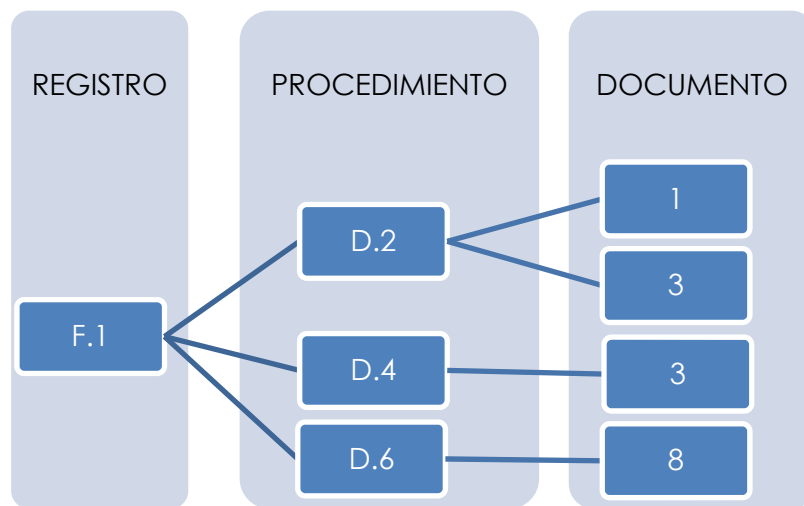 REGISTRO
PROCEDIMIENTO
DOCUMENTO
F.1
D.2
D.4
D.6
1
3
3
8